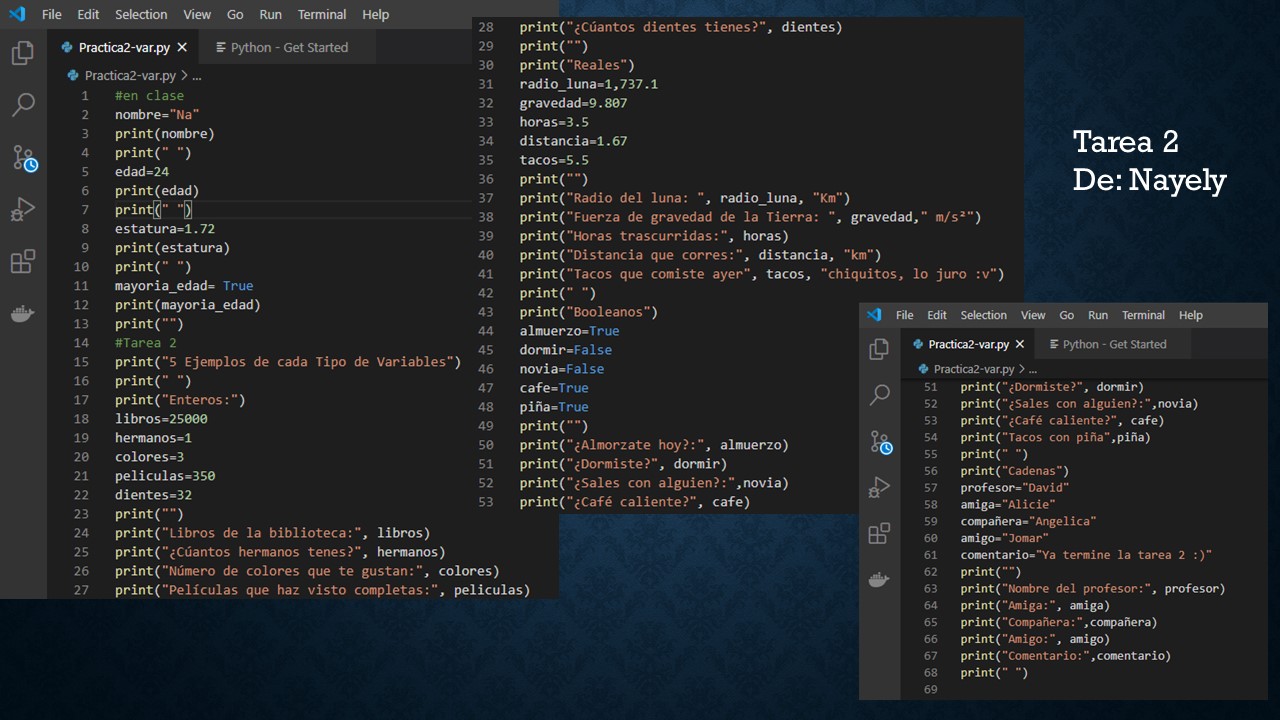 File Edit Selection View Go Run Terminal Help
Practica2-var.py Python - Get Started
Practica2-var.py > ...
1 #en clase
2 nombre="Na"
3 print(nombre)
4 print(" ")
5 edad=24
6 print(edad)
7 print(" ")
8 estatura=1.72
9 print(estatura)
10 print(" ")
11 mayoria_edad= True
12 print(mayoria_edad)
13 print("")
14 #Tarea 2
15 print("5 Ejemplos de cada Tipo de Variables")
16 print(" ")
17 print("Enteros:")
18 libros=25000
19 hermanos=1
20 colores=3
21 peliculas=350
22 dientes=32
23 print("")
24 print("Libros de la biblioteca:", libros)
25 print("¿Cúantos hermanos tenes?", hermanos)
26 print("Número de colores que te gustan:", colores)
27 print("Películas que haz visto completas:", peliculas)
28 print("¿Cúantos dientes tienes?", dientes)
29 print("")
30 print("Reales")
31 radio_luna=1,737.1
32 gravedad=9.807
33 horas=3.5
34 distancia=1.67
35 tacos=5.5
36 print("")
37 print("Radio del luna: ", radio_luna, "Km")
38 print("Fuerza de gravedad de la Tierra: ", gravedad," m/s²")
39 print("Horas trascurridas:", horas)
40 print("Distancia que corres:", distancia, "km")
41 print("Tacos que comiste ayer", tacos, "chiquitos, lo juro :v")
42 print(" ")
43 print("Booleanos")
44 almuerzo=True
45 dormir=False
46 novia=False
47 cafe=True
48 piña=True
49 print("")
50 print("¿Almorzate hoy?:", almuerzo)
51 print("¿Dormiste?", dormir)
52 print("¿Sales con alguien?:",novia)
53 print("¿Café caliente?", cafe)
Tarea 2
De: Nayely
File Edit Selection View Go Run Terminal Help
Practica2-var.py Python - Get Started
Practica2-var.py > ...
51 print("¿Dormiste?", dormir)
52 print("¿Sales con alguien?:",novia)
53 print("¿Café caliente?", cafe)
54 print("Tacos con piña",piña)
55 print(" ")
56 print("Cadenas")
57 profesor="David"
58 amiga="Alicie"
59 compañera="Angelica"
60 amigo="Jomar"
61 comentario="Ya termine la tarea 2 :)"
62 print("")
63 print("Nombre del profesor:", profesor)
64 print("Amiga:", amiga)
65 print("Compañera:",compañera)
66 print("Amigo:", amigo)
67 print("Comentario:",comentario)
68 print(" ")
69